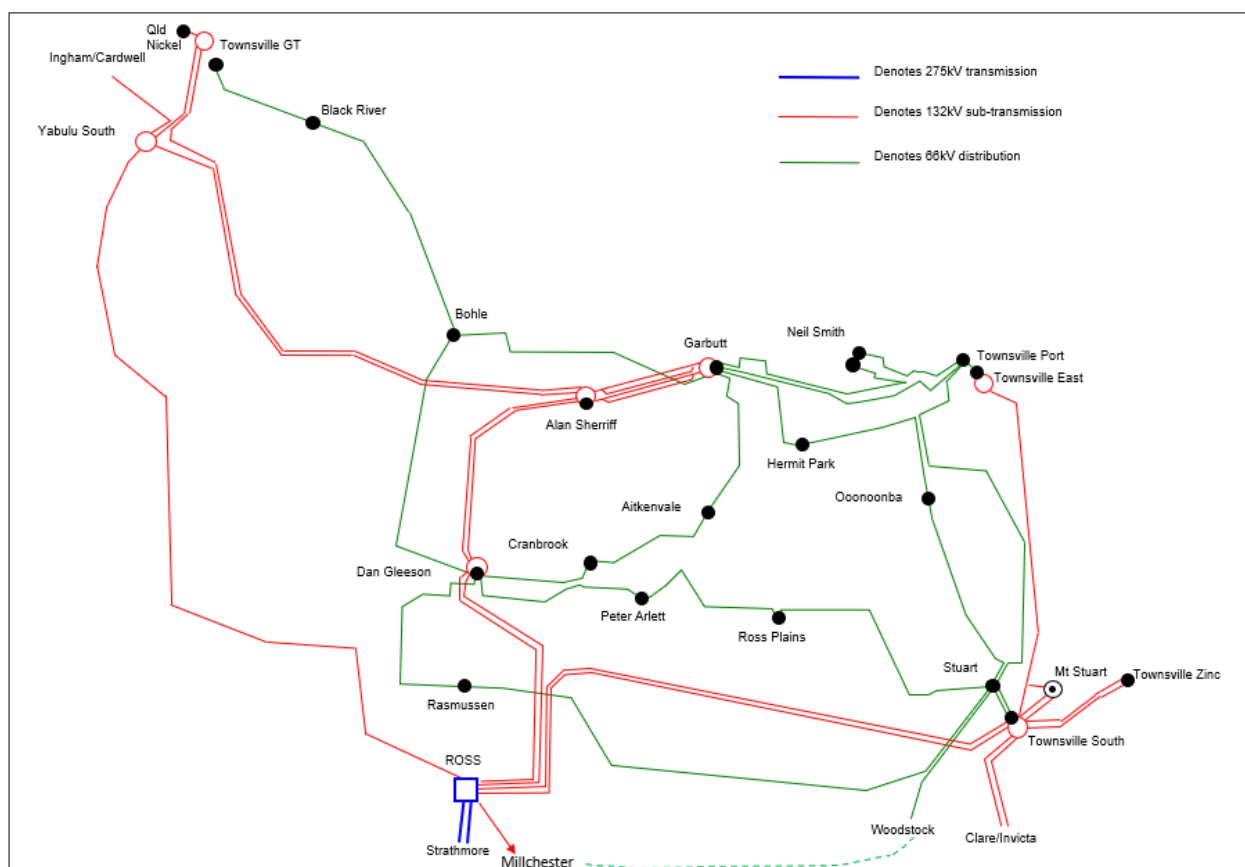 Qld
Nickel
Townsville GT
Ingham/Cardwell
Denotes 275kV transmission
Black River
Denotes 132kV sub-transmission
Yabulu South
Denotes 66kV distribution
Bohle
Neil Smith
Garbutt
Townsville Port
Townsville East
Alan Sherriff
Hermit Park
Ooonoonba
Aitkenvale
Cranbrook
Dan Gleeson
Peter Arlett
Ross Plains
Stuart
Mt Stuart
Townsville Zinc
Rasmussen
Townsville South
ROSS
Woodstock
Clare/Invicta
Strathmore
Millchester